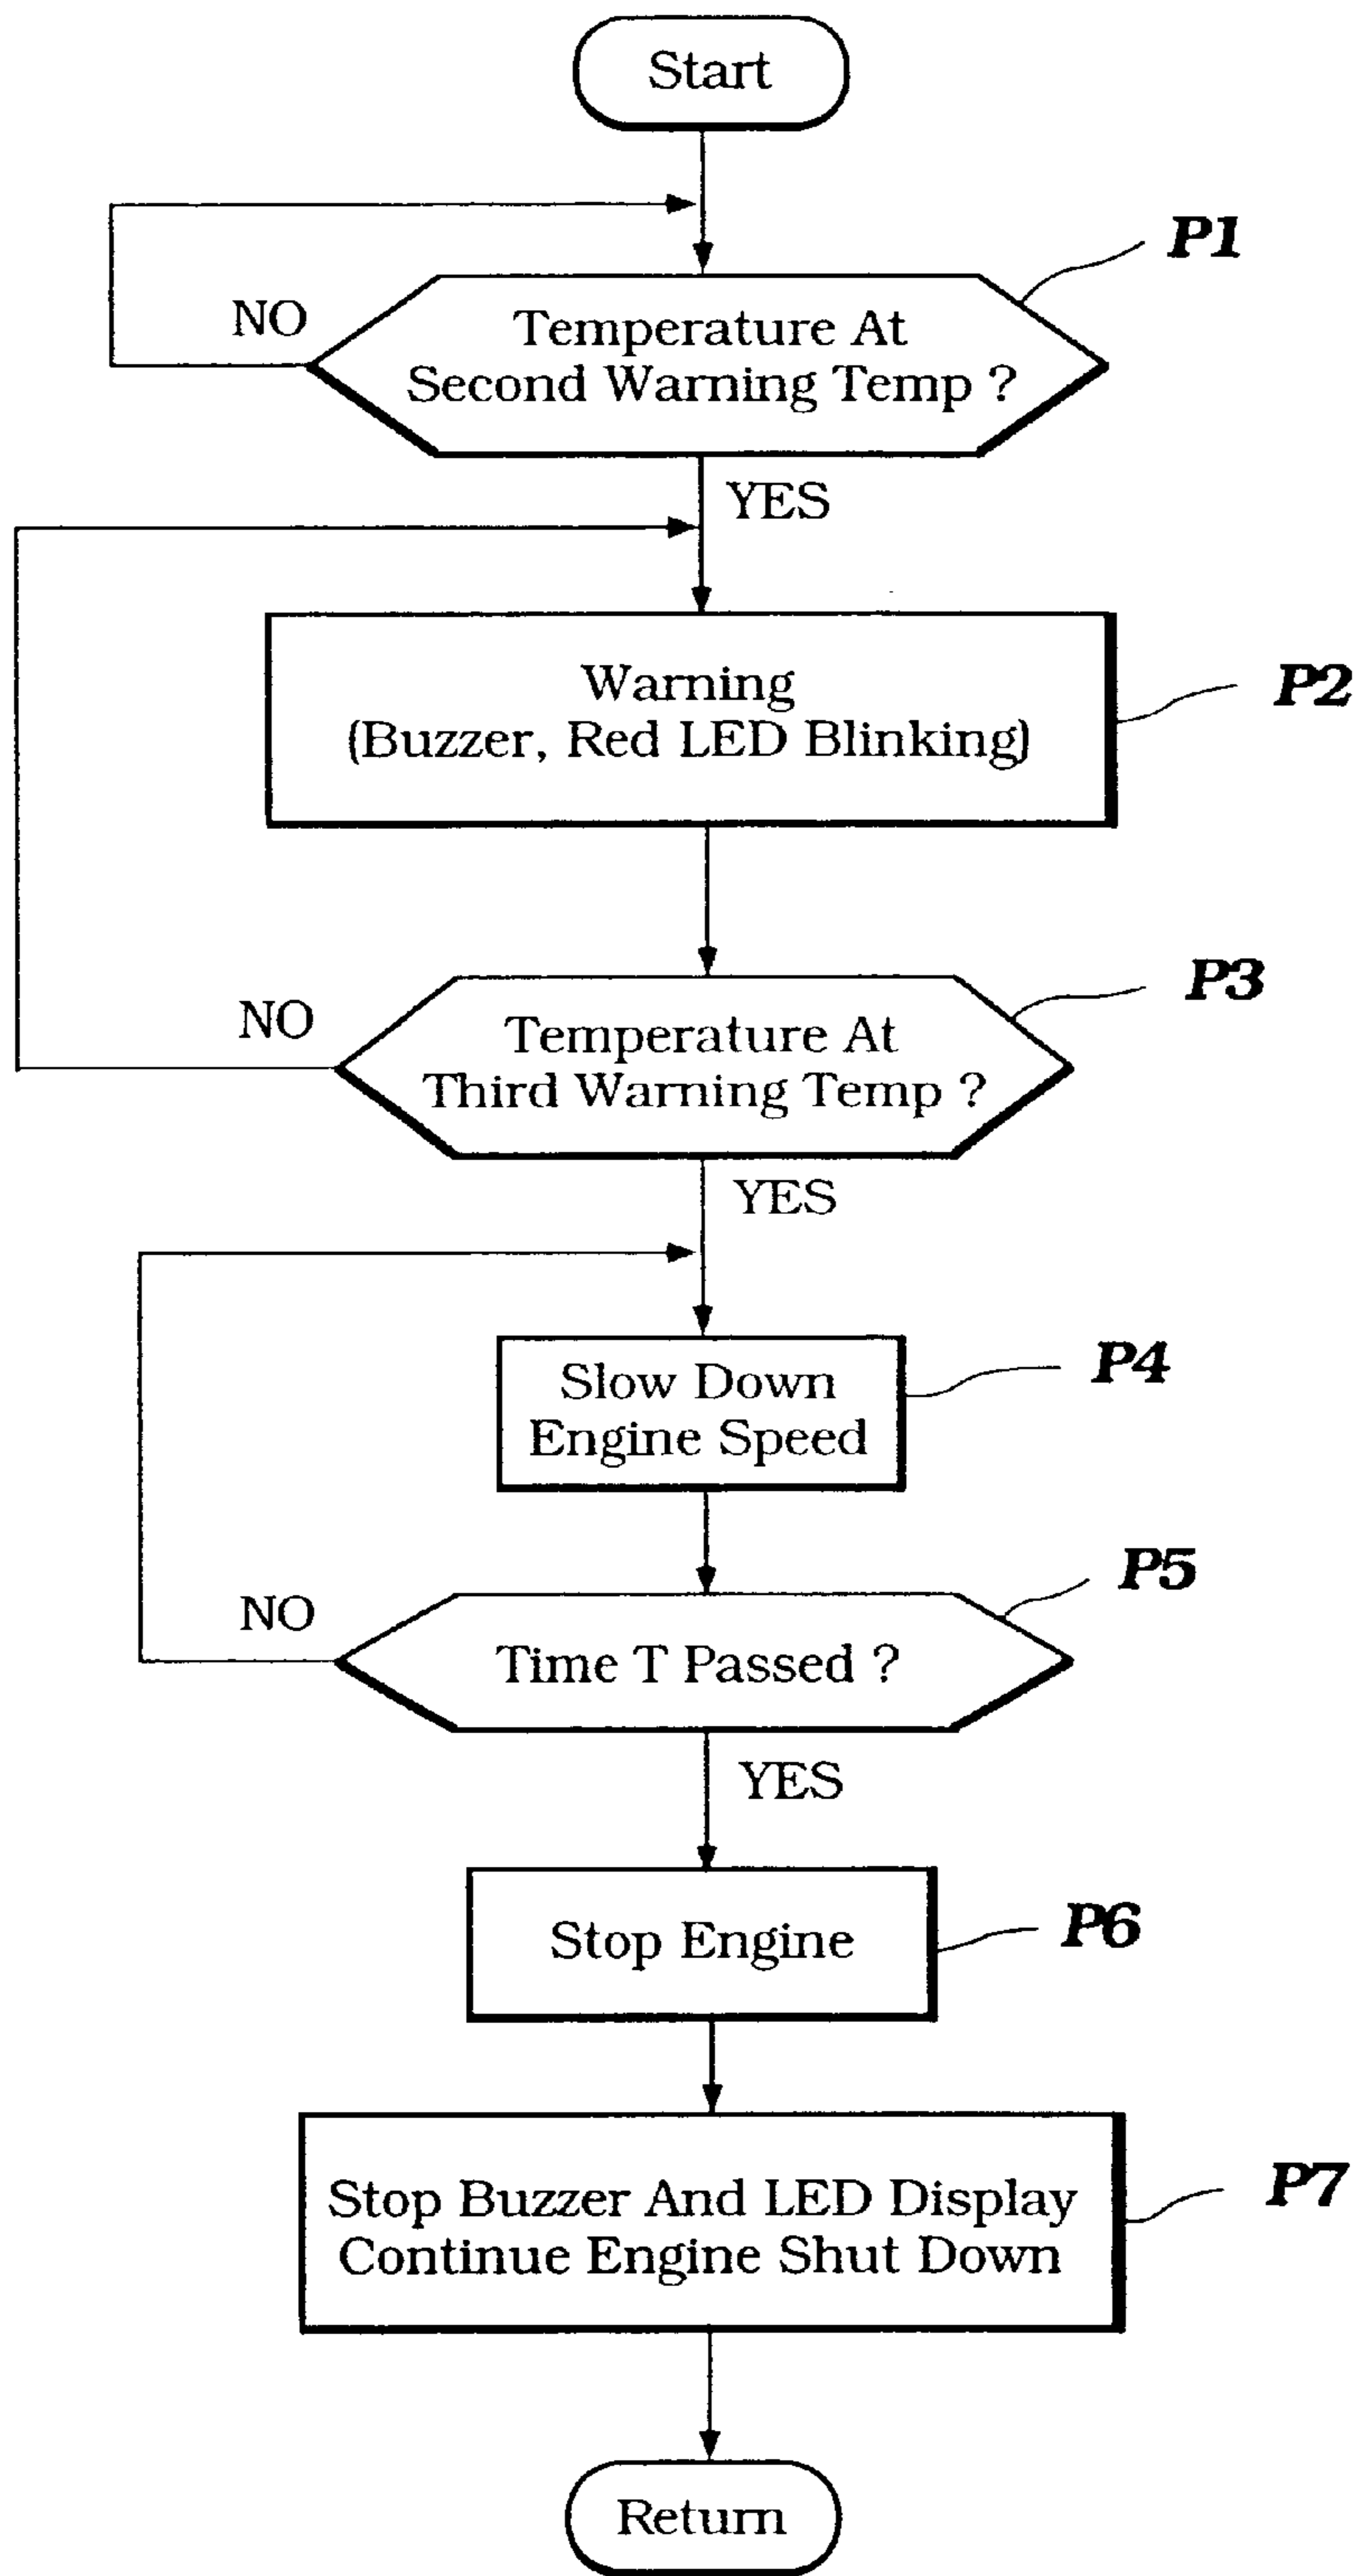 Start
P1
NO
Temperature At
Second Warning Temp ?
YES
Warning
(Buzzer, Red LED Blinking)
P2
P3
NO
Temperature At
Third Warning Temp ?
YES
Slow Down
Engine Speed
P4
P5
NO
Time T Passed ?
YES
Stop Engine
P6
Stop Buzzer And LED Display
Continue Engine Shut Down
P7
Return